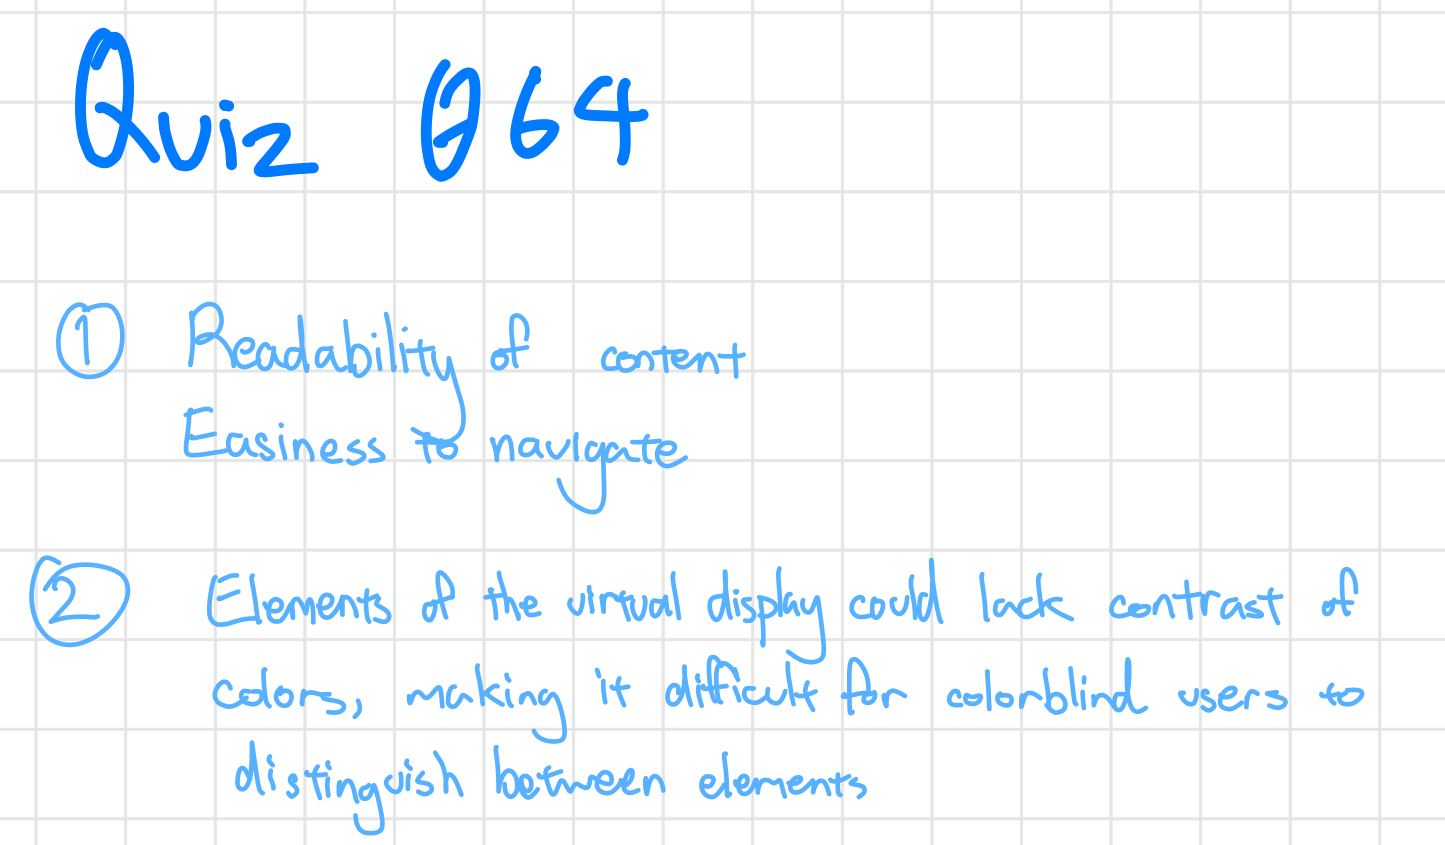 Quiz 064
1 Readability of content
Easiness to navigate
2 Elements of the virtual display could lack contrast of
colors, making it difficult for colorblind users to
distinguish between elements